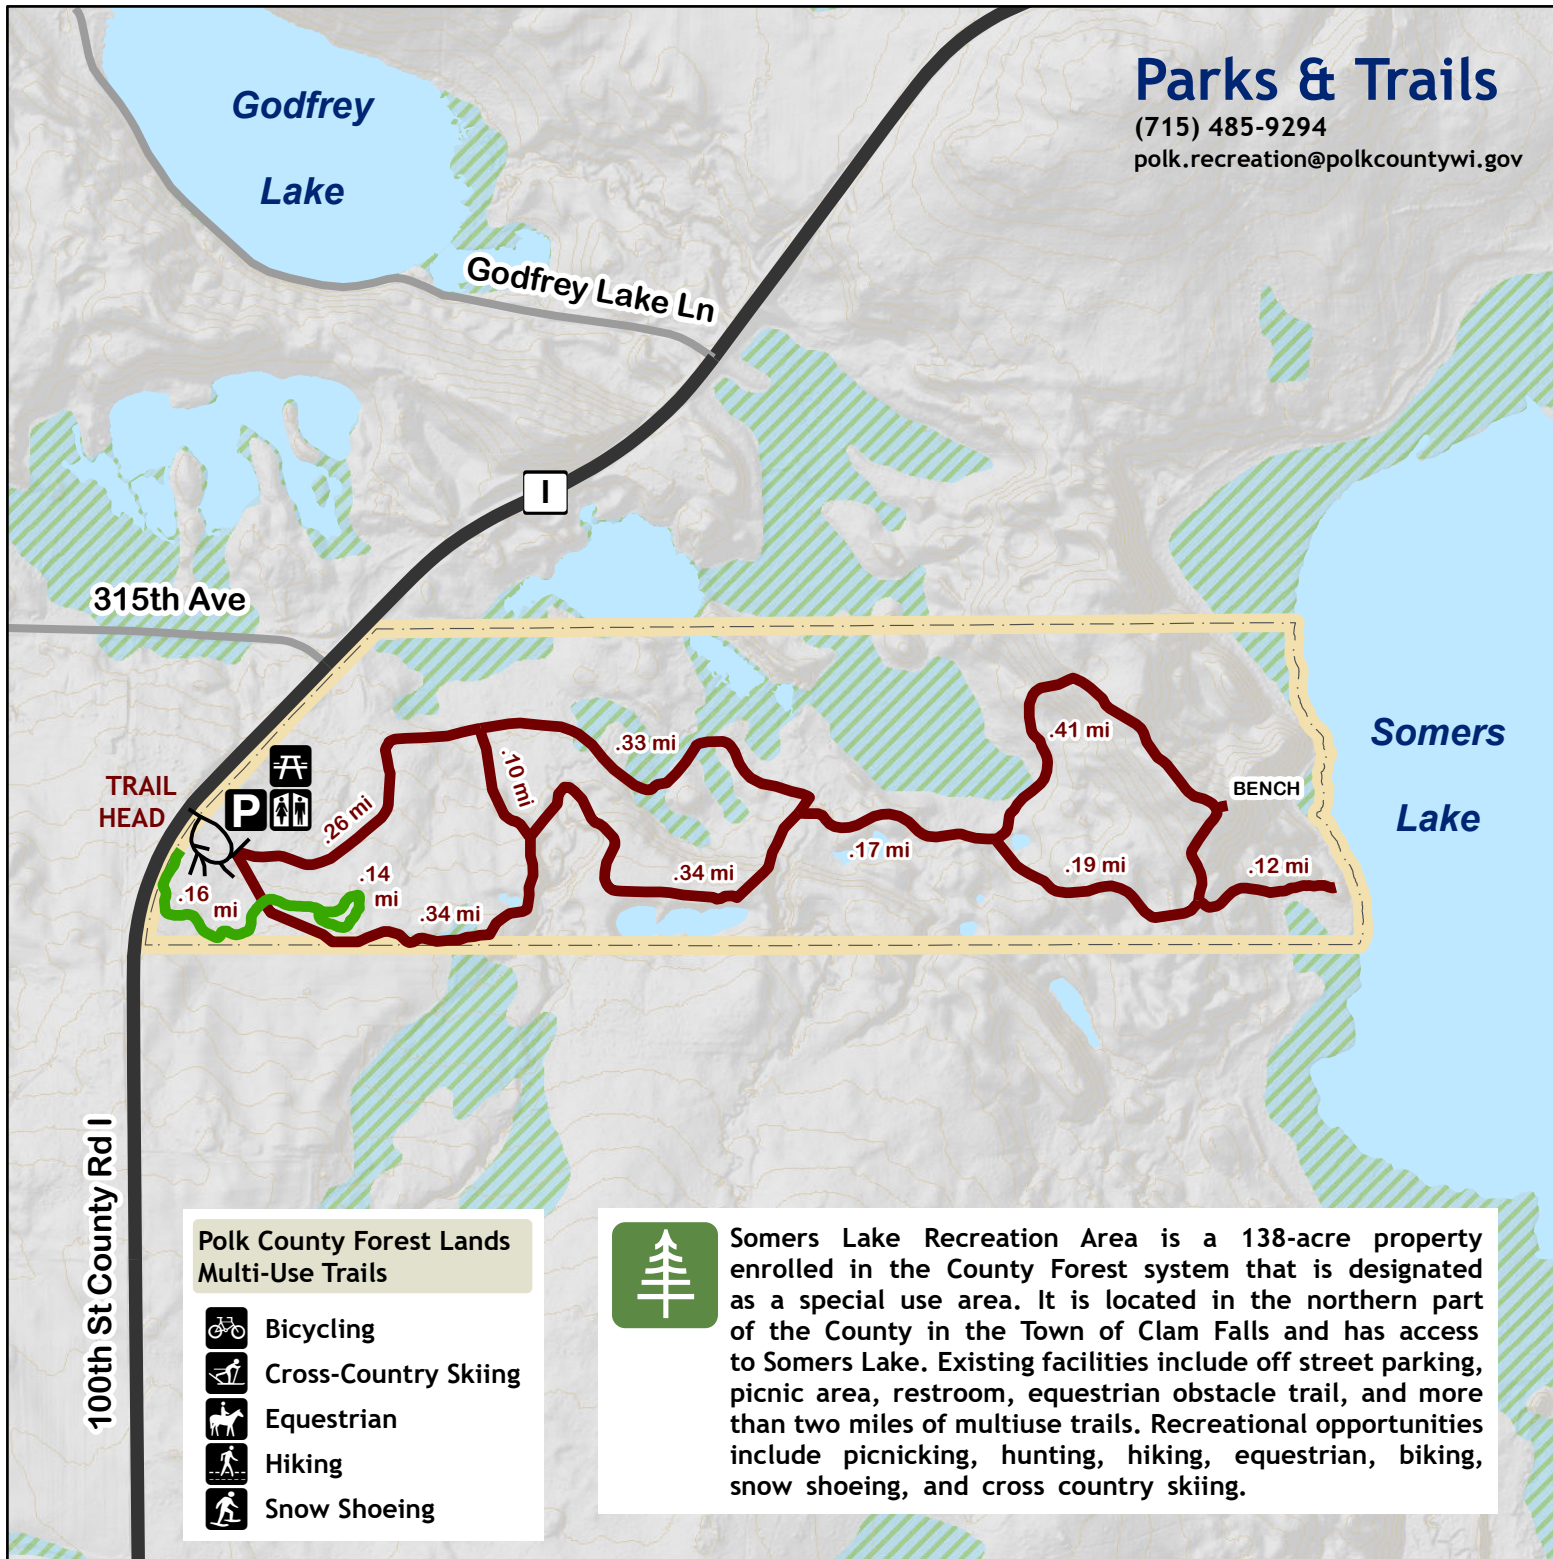 Parks & Trails
(715) 485-9294
polk.recreation@polkcountywi.gov
Godfrey
Lake
Godfrey Lake Ln
I
315th Ave
Somers
Lake
TRAIL
HEAD
P
.26 mi
.10 mi
.33 mi
.41 mi
BENCH
.16
mi
.14
mi
.34 mi
.34 mi
.17 mi
.19 mi
.12 mi
100th St County Rd I
Polk County Forest Lands
Multi-Use Trails
Bicycling
Cross-Country Skiing
Equestrian
Hiking
Snow Shoeing
Somers Lake Recreation Area is a 138-acre property
enrolled in the County Forest system that is designated
as a special use area. It is located in the northern part
of the County in the Town of Clam Falls and has access
to Somers Lake. Existing facilities include off street parking,
picnic area, restroom, equestrian obstacle trail, and more
than two miles of multiuse trails. Recreational opportunities
include picnicking, hunting, hiking, equestrian, biking,
snow shoeing, and cross country skiing.